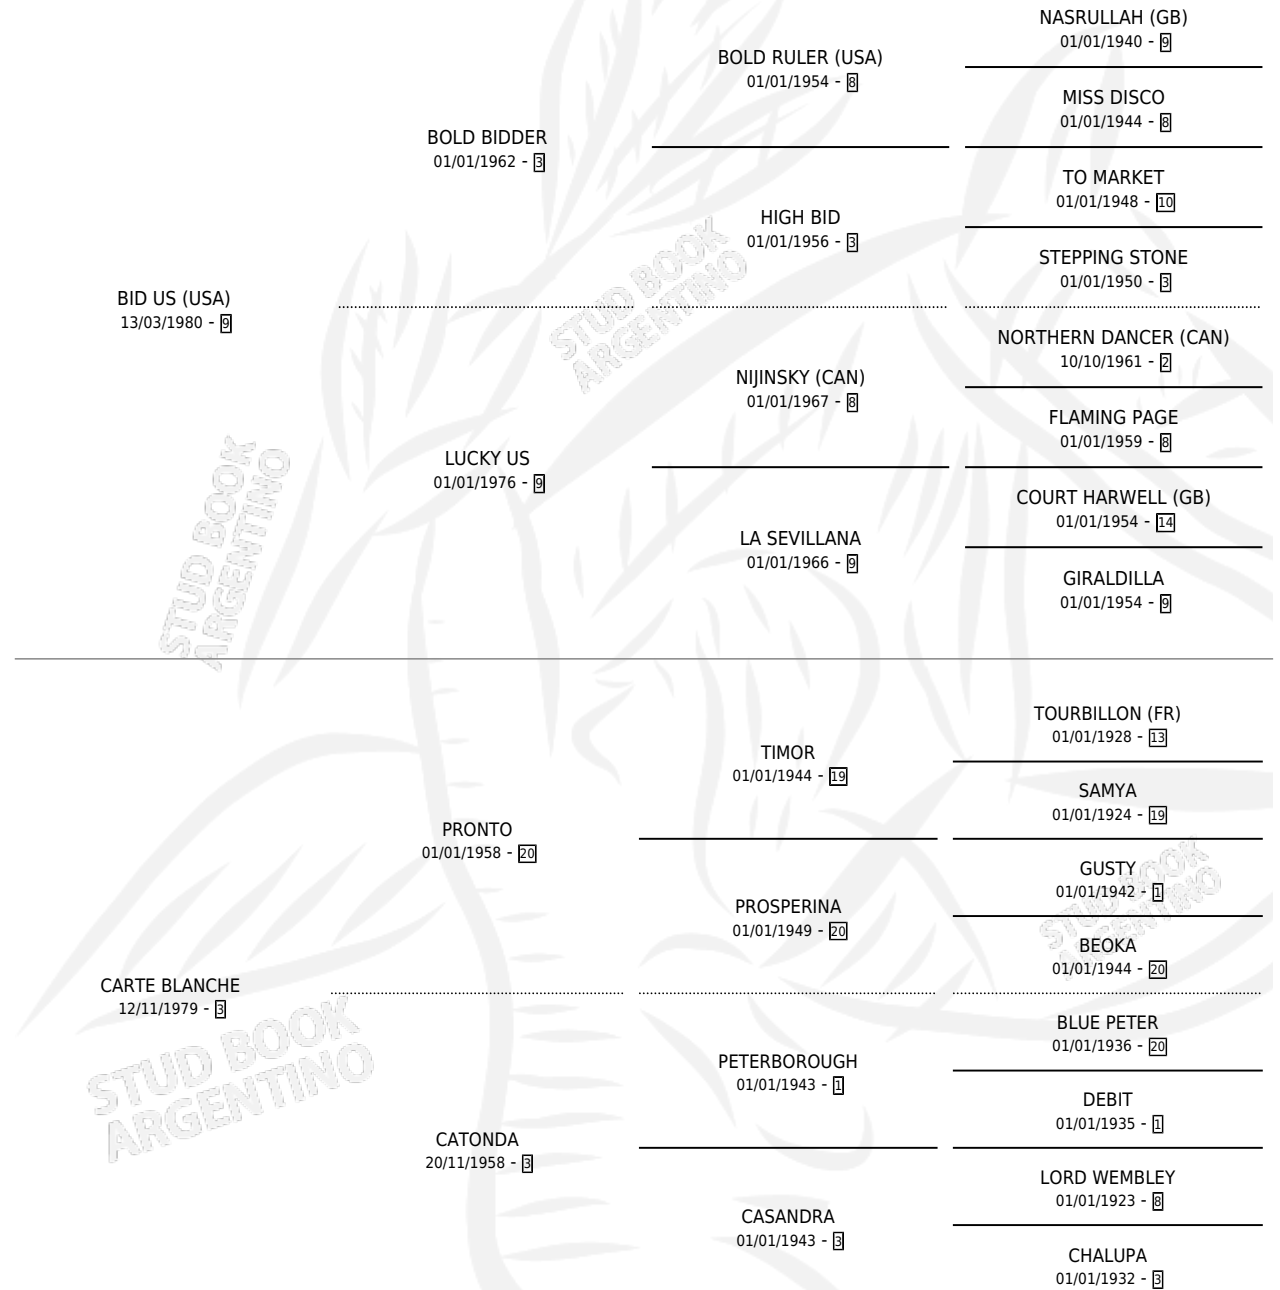 NASRULLAH (GB)
01/01/1940 - 9
BOLD RULER (USA)
01/01/1954 - 8
MISS DISCO
01/01/1944 - 8
BOLD BIDDER
01/01/1962 - 3
TO MARKET
01/01/1948 - 10
HIGH BID
01/01/1956 - 3
STEPPING STONE
01/01/1950 - 3
BID US (USA)
13/03/1980 - 9
STUD BOOK
ARGENTINO
NORTHERN DANCER (CAN)
10/10/1961 - 2
NIJINSKY (CAN)
01/01/1967 - 8
FLAMING PAGE
01/01/1959 - 8
LUCKY US
01/01/1976 - 9
COURT HARWELL (GB)
01/01/1954 - 14
LA SEVILLANA
01/01/1966 - 9
GIRALDILLA
01/01/1954 - 9
STUD BOOK
ARGENTINO
TOURBILLON (FR)
01/01/1928 - 13
TIMOR
01/01/1944 - 19
SAMYA
01/01/1924 - 19
PRONTO
01/01/1958 - 20
GUSTY
01/01/1942 - 1
PROSPERINA
01/01/1949 - 20
STUD BOOK
ARGENTINO
BEOKA
01/01/1944 - 20
CARTE BLANCHE
12/11/1979 - 3
STUD BOOK
ARGENTINO
BLUE PETER
01/01/1936 - 20
PETERBOROUGH
01/01/1943 - 1
DEBIT
01/01/1935 - 1
CATONDA
20/11/1958 - 3
LORD WEMBLEY
01/01/1923 - 8
CASANDRA
01/01/1943 - 3
CHALUPA
01/01/1932 - 3